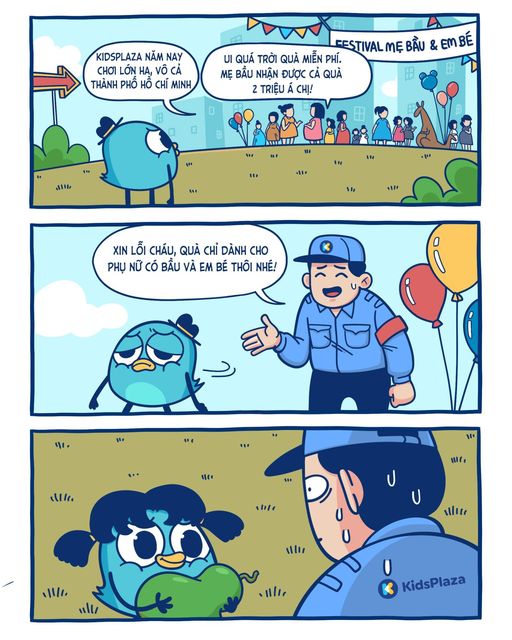 KIDSPLAZA NĂM NAY
CHƠI LỚN HA, VÔ CẢ
THÀNH PHỐ HỒ CHÍ MINH
UI QUÁ TRỜI QUÀ MIỄN PHÍ.
MẸ BẦU NHẬN ĐƯỢC CẢ QUÀ
2 TRIỆU Á CHỊ!
FESTIVAL MẸ BẦU & EM BÉ
XIN LỖI CHÁU, QUÀ CHỈ DÀNH CHO
PHỤ NỮ CÓ BẦU VÀ EM BÉ THÔI NHÉ!
KidsPlaza